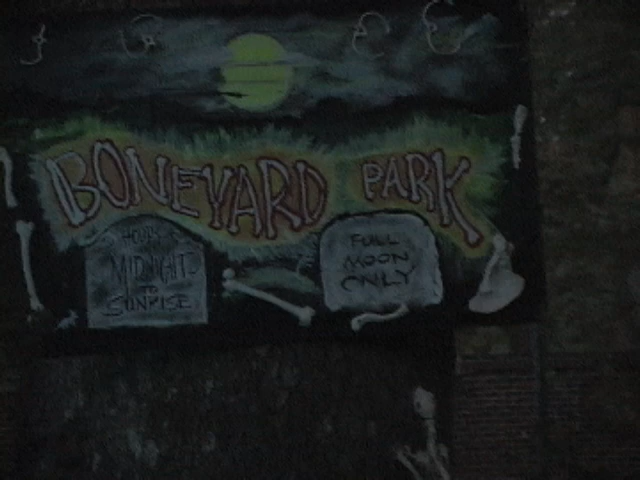 BONEYARD PARK
HOURS
MIDNIGHT
TO
SUNRISE
FULL
MOON
ONLY